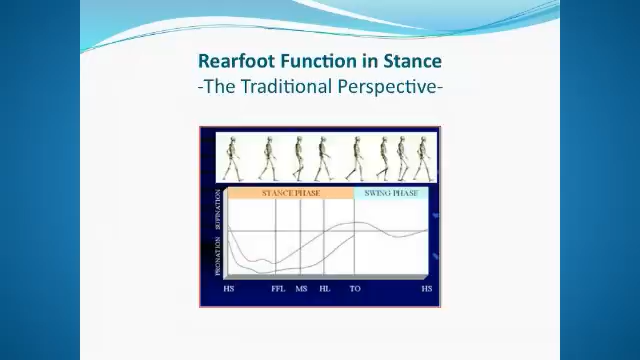 Rearfoot Function in Stance
-The Traditional Perspective-
STANCE PHASE
SWING PHASE
SUPINATION
PRONATION
HS
FFL
MS
HL
TO
HS